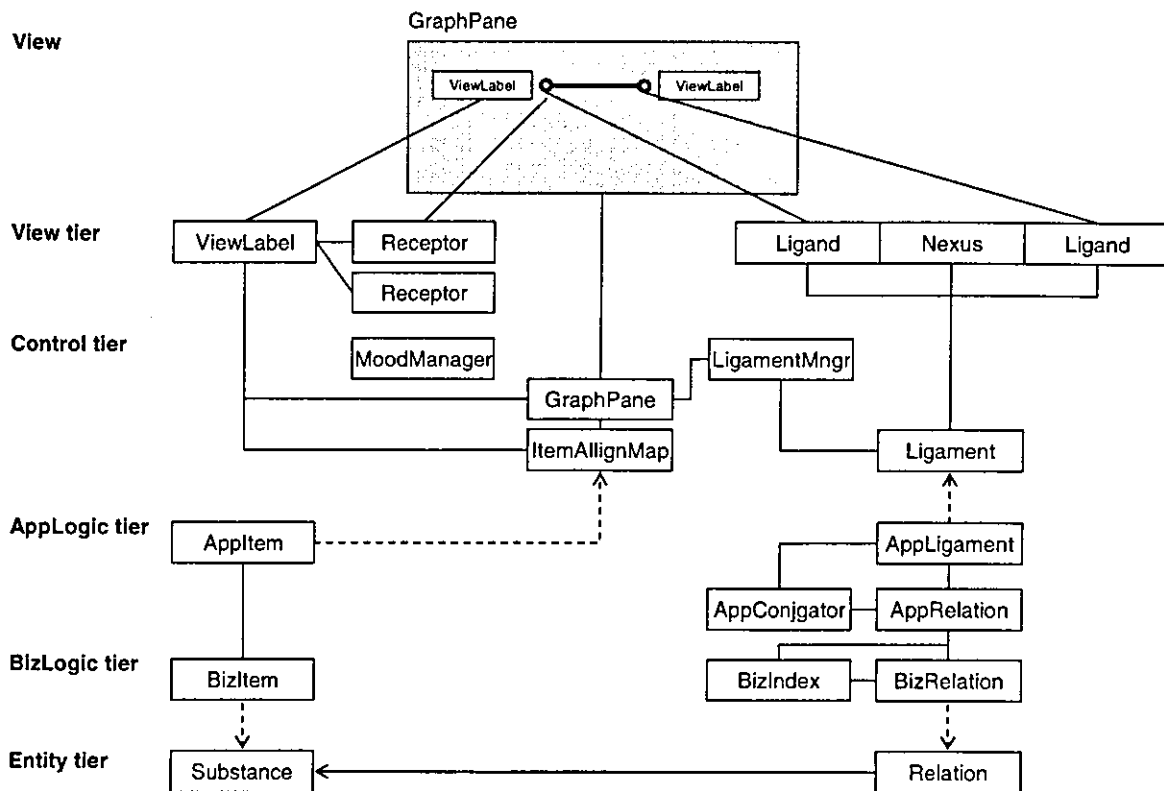 GraphPane
View
ViewLabel
ViewLabel
View tier
ViewLabel
Receptor
Ligand
Nexus
Ligand
Receptor
Control tier
MoodManager
LigamentMngr
GraphPane
ItemAllignMap
Ligament
AppLogic tier
AppItem
AppLigament
AppConjgator
AppRelation
BizLogic tier
BizItem
BizIndex
BizRelation
Entity tier
Substance
Relation